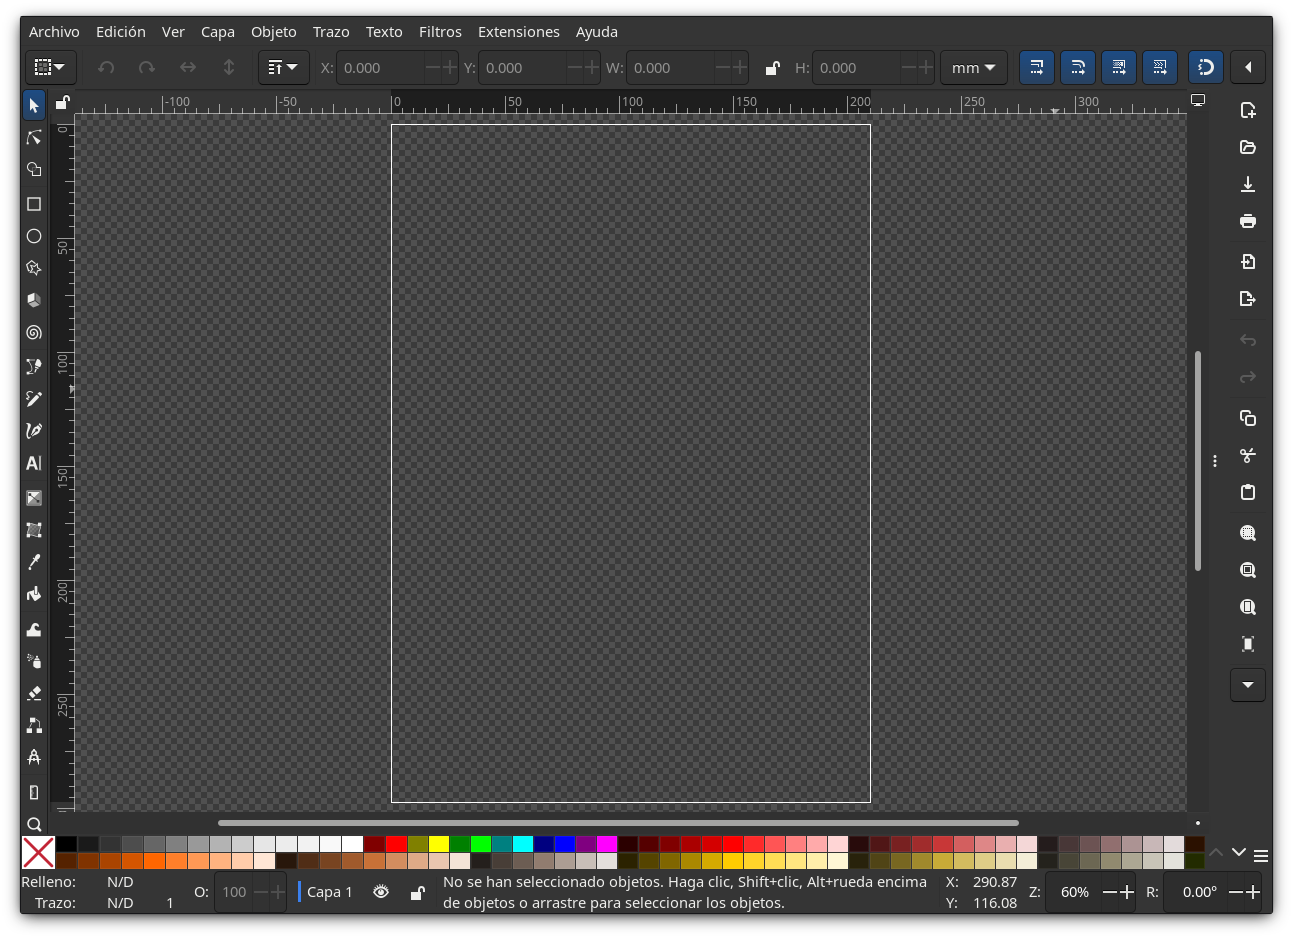 Archivo Edición Ver Capa Objeto Trazo Texto Filtros Extensiones Ayuda
X: 0.000 Y: 0.000 W: 0.000 H: 0.000 mm
-100 -50 0 50 100 150 200 250 300
0
50
100
150
200
250
A
Relleno: N/D O: 100 Capa 1 No se han seleccionado objetos. Haga clic, Shift+clic, Alt+rueda encima X: 290.87 Z: 60% R: 0.00°
Trazo: N/D 1 de objetos o arrastre para seleccionar los objetos. Y: 116.08